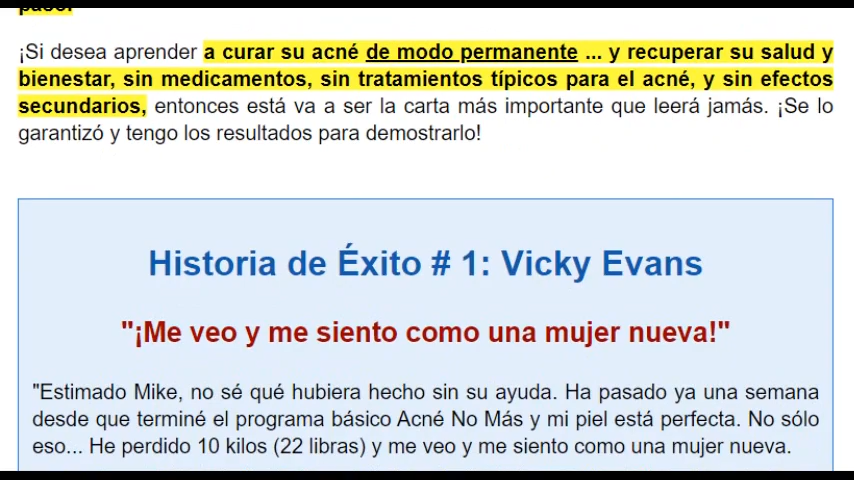 paso.
¡Si desea aprender a curar su acné de modo permanente ... y recuperar su salud y
bienestar, sin medicamentos, sin tratamientos típicos para el acné, y sin efectos
secundarios, entonces está va a ser la carta más importante que leerá jamás. ¡Se lo
garantizó y tengo los resultados para demostrarlo!
Historia de Éxito # 1: Vicky Evans
"¡Me veo y me siento como una mujer nueva!"
"Estimado Mike, no sé qué hubiera hecho sin su ayuda. Ha pasado ya una semana
desde que terminé el programa básico Acné No Más y mi piel está perfecta. No sólo
eso... He perdido 10 kilos (22 libras) y me veo y me siento como una mujer nueva.